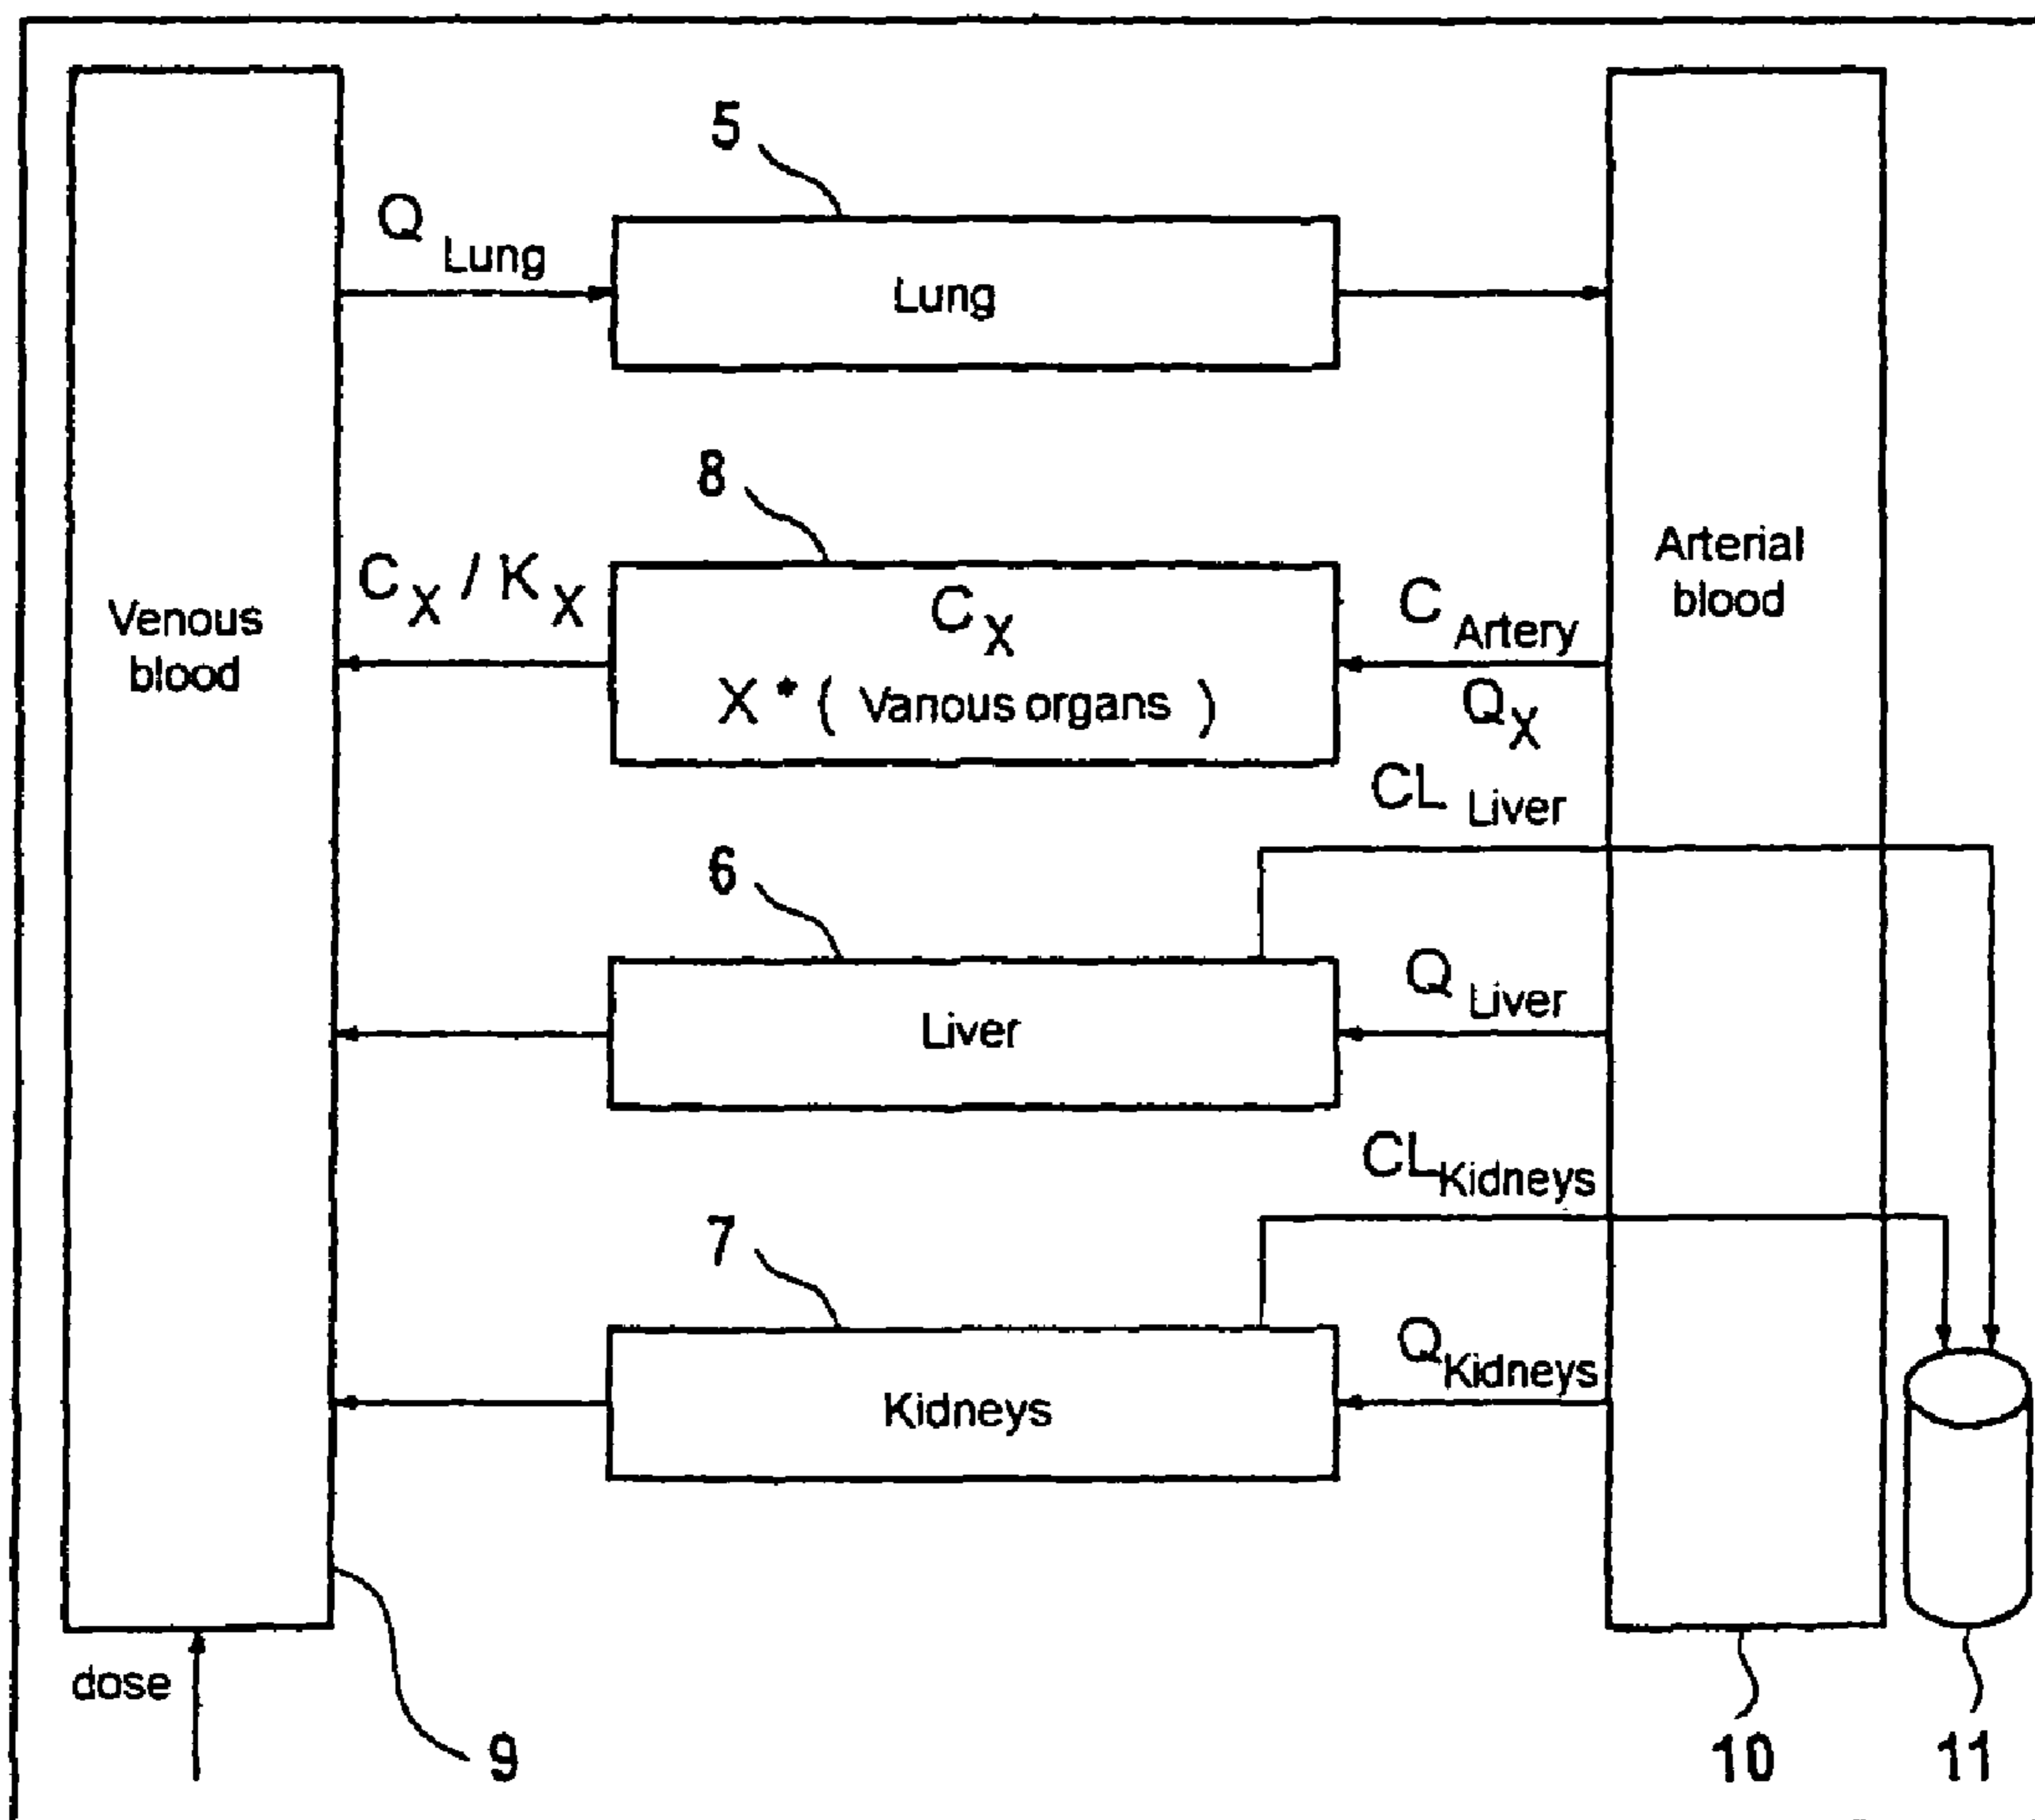 5
Q Lung
Lung
8
C X / K X
C X
C Artery
Arterial
blood
Venous
blood
X * ( Vanous organs )
Q X
CL Liver
6
Q Liver
Liver
CL Kidneys
7
Q Kidneys
Kidneys
dose
9
10
11